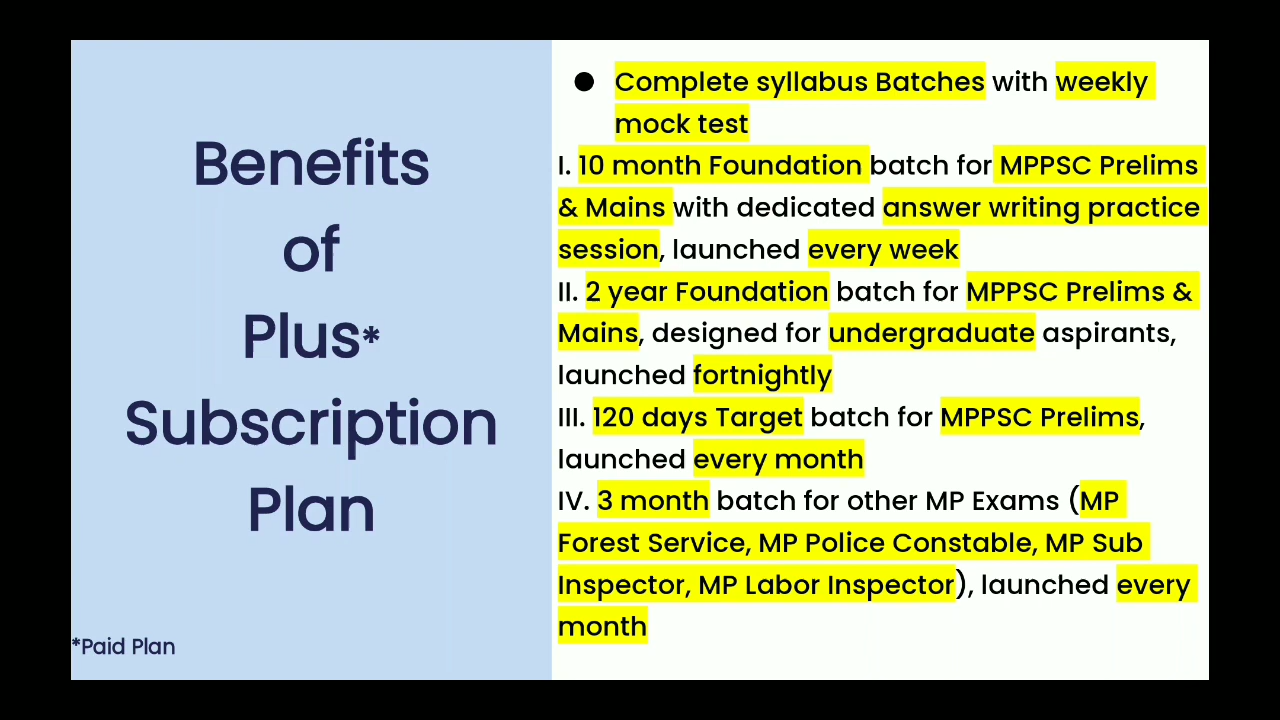 Benefits
of
Plus*
Subscription
Plan
*Paid Plan
● Complete syllabus Batches with weekly
mock test
I. 10 month Foundation batch for MPPSC Prelims
& Mains with dedicated answer writing practice
session, launched every week
II. 2 year Foundation batch for MPPSC Prelims &
Mains, designed for undergraduate aspirants,
launched fortnightly
III. 120 days Target batch for MPPSC Prelims,
launched every month
IV. 3 month batch for other MP Exams (MP
Forest Service, MP Police Constable, MP Sub
Inspector, MP Labor Inspector), launched every
month